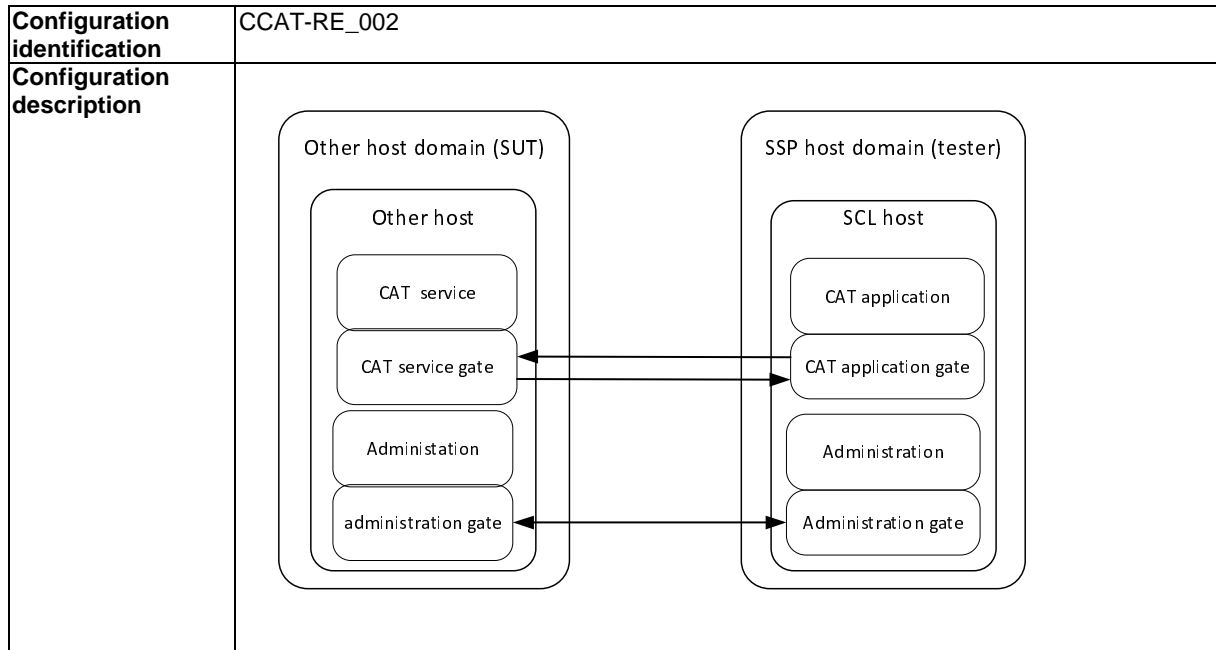 Configuration
identification
CCAT-RE_002
Configuration
description
Other host domain (SUT)
Other host
CAT service
CAT service gate
Administation
administration gate
SSP host domain (tester)
SCL host
CAT application
CAT application gate
Administration
Administration gate